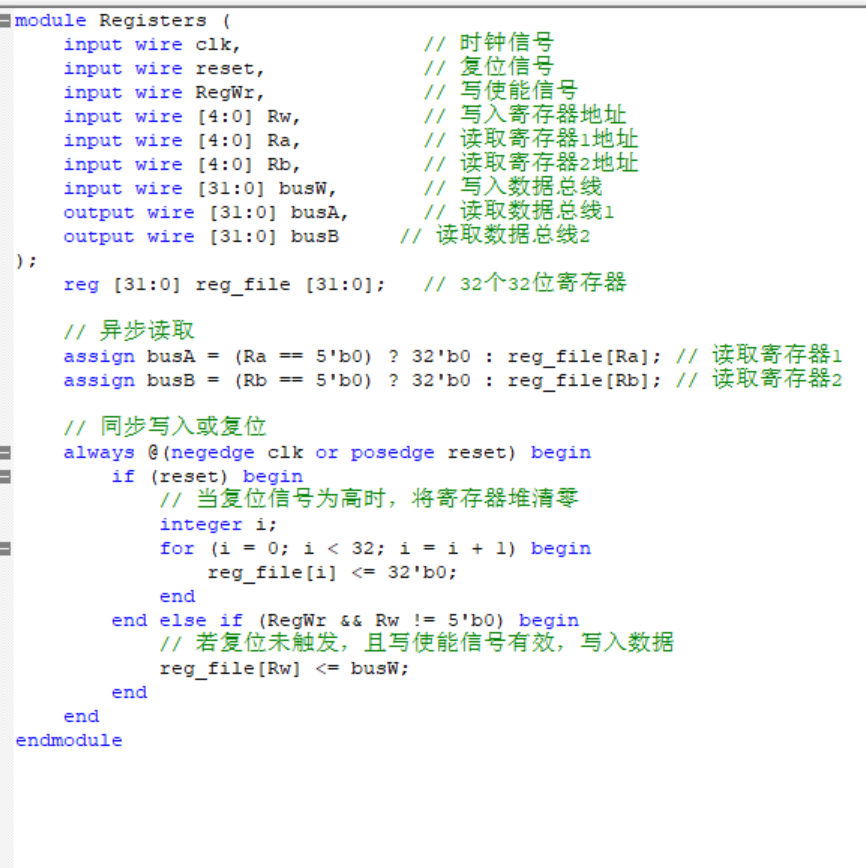 module Registers (
    input wire clk,               // 时钟信号
    input wire reset,             // 复位信号
    input wire RegWr,             // 写使能信号
    input wire [4:0] Rw,          // 写入寄存器地址
    input wire [4:0] Ra,          // 读取寄存器1地址
    input wire [4:0] Rb,          // 读取寄存器2地址
    input wire [31:0] busW,       // 写入数据总线
    output wire [31:0] busA,      // 读取数据总线1
    output wire [31:0] busB     // 读取数据总线2
);
    reg [31:0] reg_file [31:0];   // 32个32位寄存器
    // 异步读取
    assign busA = (Ra == 5'b0) ? 32'b0 : reg_file[Ra]; // 读取寄存器1
    assign busB = (Rb == 5'b0) ? 32'b0 : reg_file[Rb]; // 读取寄存器2
    // 同步写入或复位
    always @(negedge clk or posedge reset) begin
        if (reset) begin
            // 当复位信号为高时，将寄存器堆清零
            integer i;
            for (i = 0; i < 32; i = i + 1) begin
                reg_file[i] <= 32'b0;
            end
        end else if (RegWr && Rw != 5'b0) begin
            // 若复位未触发，且写使能信号有效，写入数据
            reg_file[Rw] <= busW;
        end
    end
endmodule